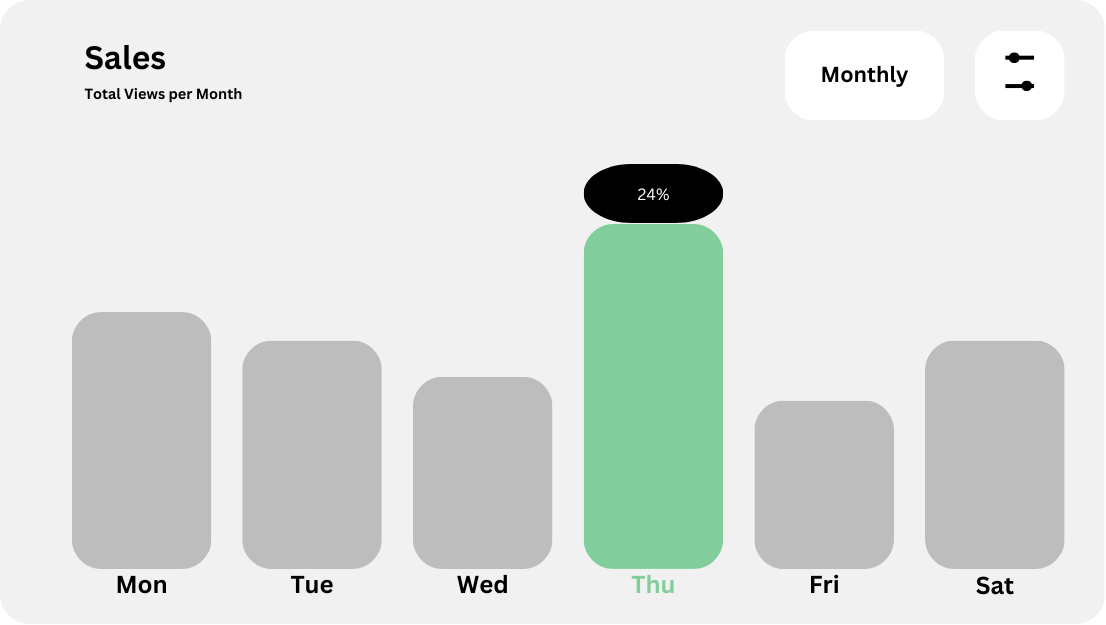 Sales
Total Views per Month
Monthly
24%
Mon
Tue
Wed
Thu
Fri
Sat